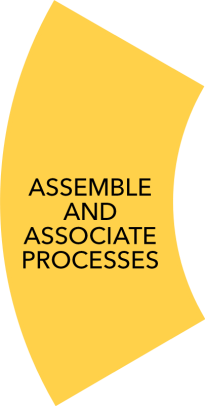 ASSEMBLE
AND
ASSOCIATE
PROCESSES